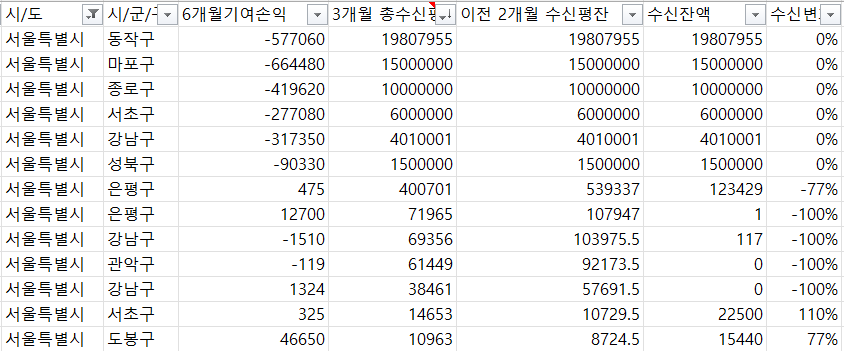 시/도 시/군/구 6개월기여손익 3개월 총수신평 이전 2개월 수신평잔 수신잔액 수신변
서울특별시 동작구 -577060 19807955 19807955 19807955 0%
서울특별시 마포구 -664480 15000000 15000000 15000000 0%
서울특별시 종로구 -419620 10000000 10000000 10000000 0%
서울특별시 서초구 -277080 6000000 6000000 6000000 0%
서울특별시 강남구 -317350 4010001 4010001 4010001 0%
서울특별시 성북구 -90330 1500000 1500000 1500000 0%
서울특별시 은평구 475 400701 539337 123429 -77%
서울특별시 은평구 12700 71965 107947 1 -100%
서울특별시 강남구 -1510 69356 103975.5 117 -100%
서울특별시 관악구 -119 61449 92173.5 0 -100%
서울특별시 강남구 1324 38461 57691.5 0 -100%
서울특별시 서초구 325 14653 10729.5 22500 110%
서울특별시 도봉구 46650 10963 8724.5 15440 77%